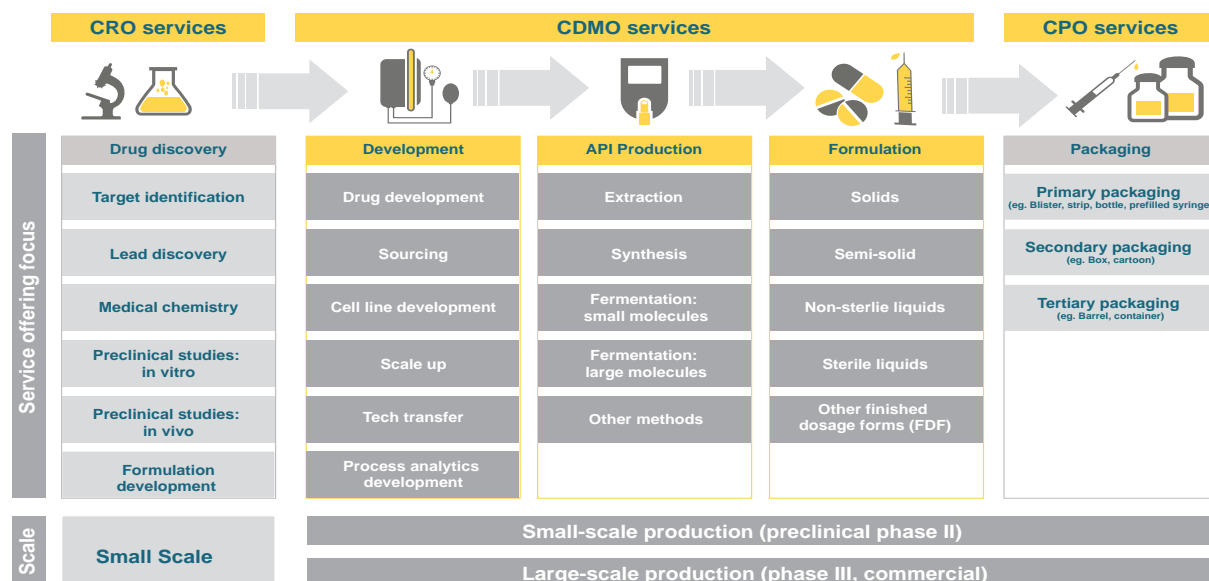 CRO services
CDMO services
CPO services
Service offering focus
Drug discovery
Target identification
Lead discovery
Medical chemistry
Preclinical studies:
in vitro
Preclinical studies:
in vivo
Formulation
development
Development
Drug development
Sourcing
Cell line development
Scale up
Tech transfer
Process analytics
development
API Production
Extraction
Synthesis
Fermentation:
small molecules
Fermentation:
large molecules
Other methods
Formulation
Solids
Semi-solid
Non-sterlie liquids
Sterile liquids
Other finished
dosage forms (FDF)
Packaging
Primary packaging
(eg. Blister, strip, bottle, prefilled syringe
Secondary packaging
(eg. Box, cartoon)
Tertiary packaging
(eg. Barrel, container)
Scale
Small Scale
Small-scale production (preclinical phase II)
Large-scale production (phase III, commercial)